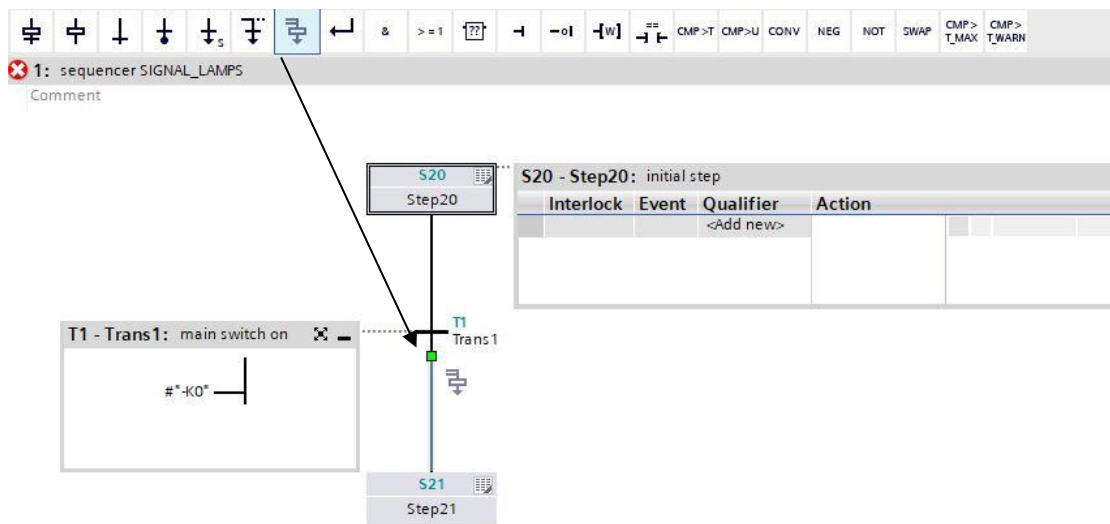 & >=1 ?? [w] == CMP>T CMP>U CONV NEG NOT SWAP CMP> T_MAX CMP> T_WARN
1: sequencer SIGNAL_LAMPS
Comment
S20
Step20
S20 - Step20: initial step
Interlock Event Qualifier Action
<Add new>
T1 - Trans1: main switch on
T1
Trans1
#"-K0"
S21
Step21